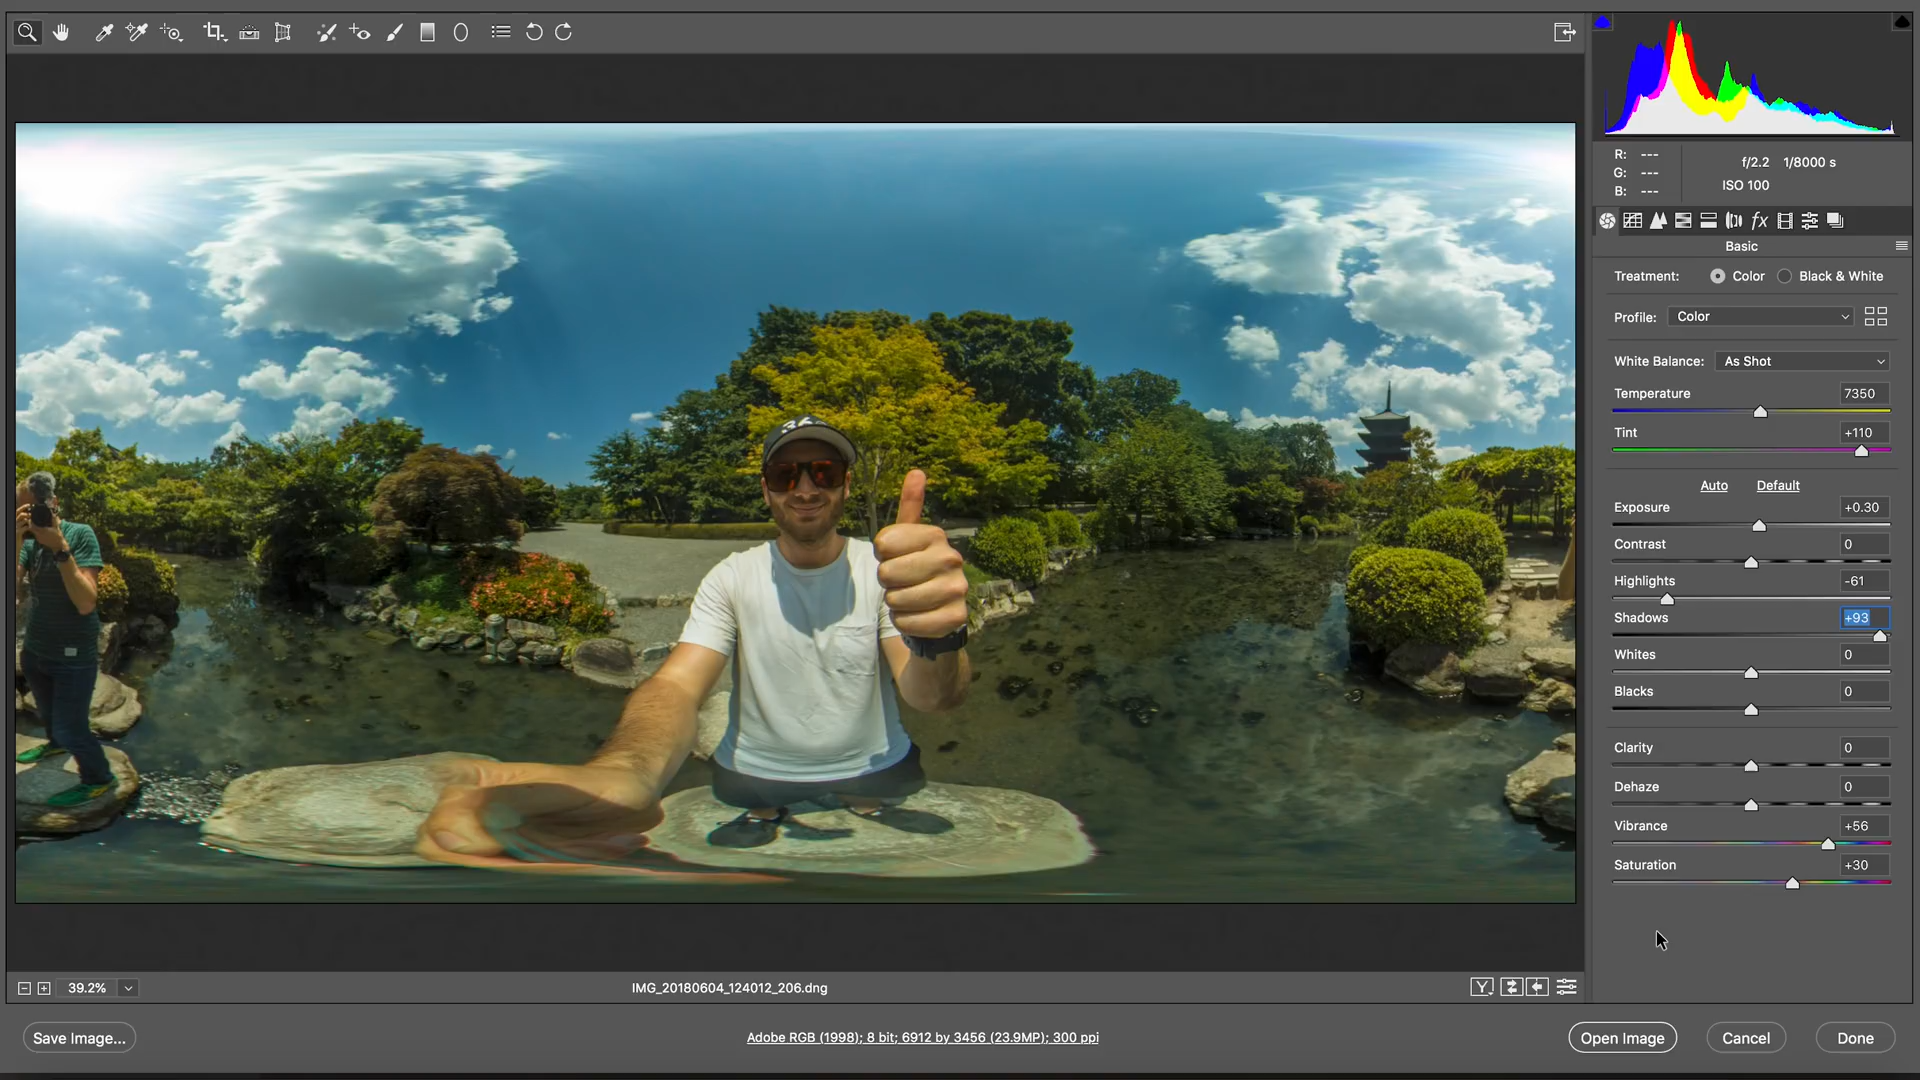 R: ---
G: ---
B: ---
f/2.2 1/8000 s
ISO 100
fx
Basic
Treatment: Color Black & White
Profile: Color
White Balance: As Shot
Temperature 7350
Tint +110
Auto Default
Exposure +0.30
Contrast 0
Highlights -61
Shadows +93
Whites 0
Blacks 0
Clarity 0
Dehaze 0
Vibrance +56
Saturation +30
39.2%
IMG_20180604_124012_206.dng
Y
Save Image...
Adobe RGB (1998); 8 bit; 6912 by 3456 (23.9MP); 300 ppi
Open Image
Cancel
Done